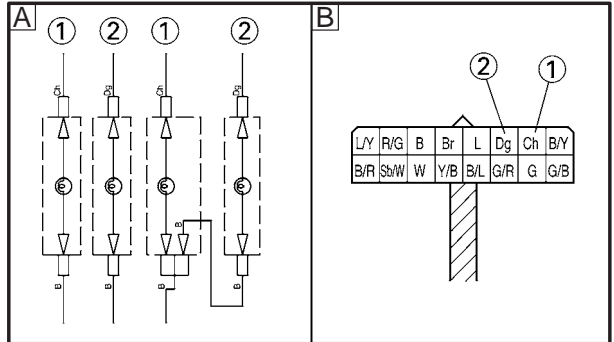 A
① ② ① ②
Ch Dg Ch Dg
B
B B B B
B
② ①
L/Y R/G B Br L Dg Ch B/Y
B/R Sb/W W Y/B B/L G/R G G/B